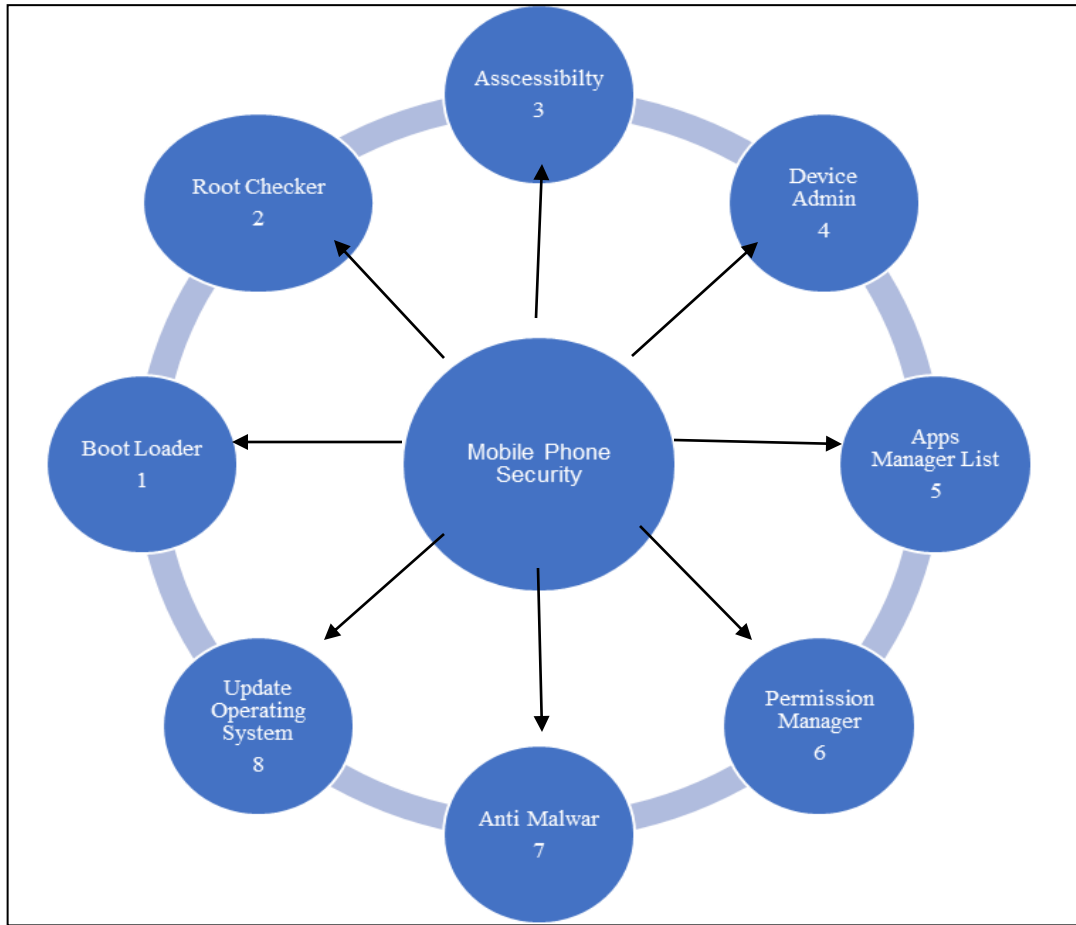 Asscessibilty
3
Root Checker
2
Device
Admin
4
Boot Loader
1
Mobile Phone
Security
Apps
Manager List
5
Update
Operating
System
8
Permission
Manager
6
Anti Malwar
7